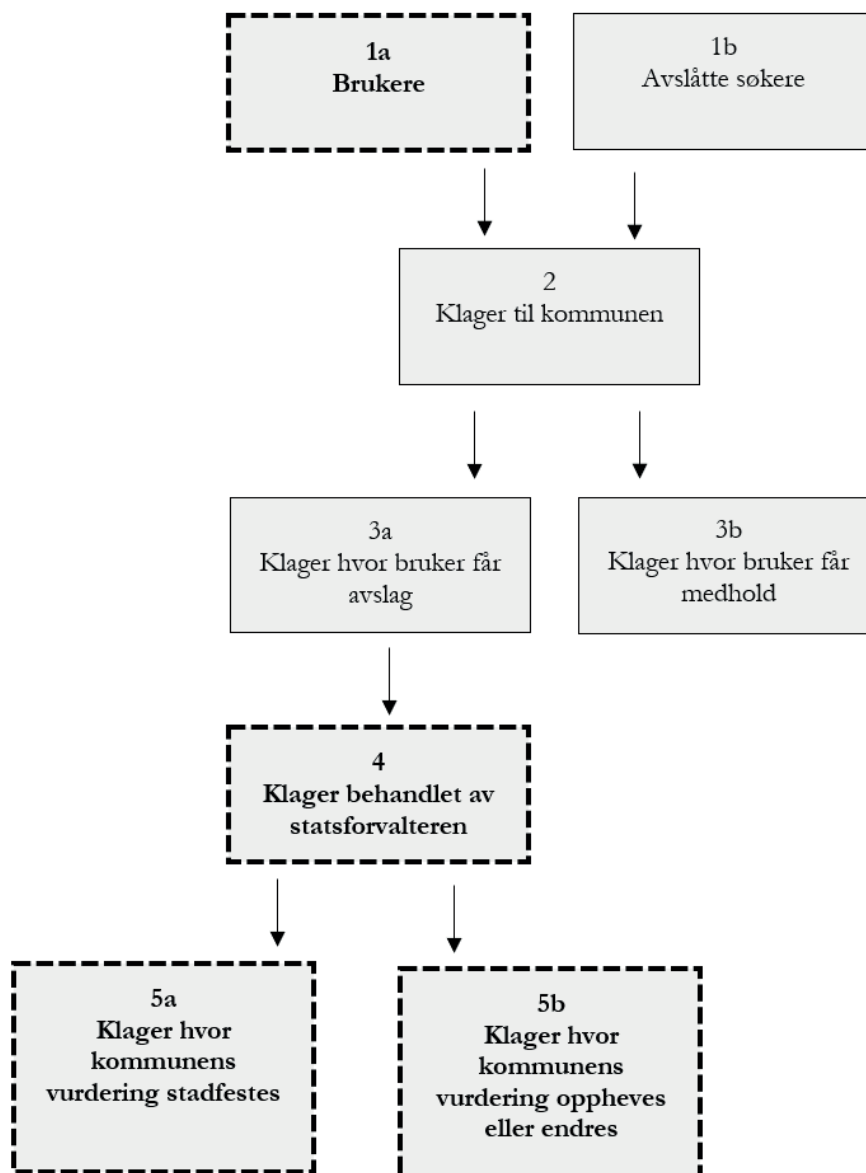 1a
Brukere
1b
Avslåtte søkere
2
Klager til kommunen
3a
Klager hvor bruker får
avslag
3b
Klager hvor bruker får
medhold
4
Klager behandlet av
statsforvalteren
5a
Klager hvor
kommunens
vurdering stadfestes
5b
Klager hvor
kommunens
vurdering oppheves
eller endres